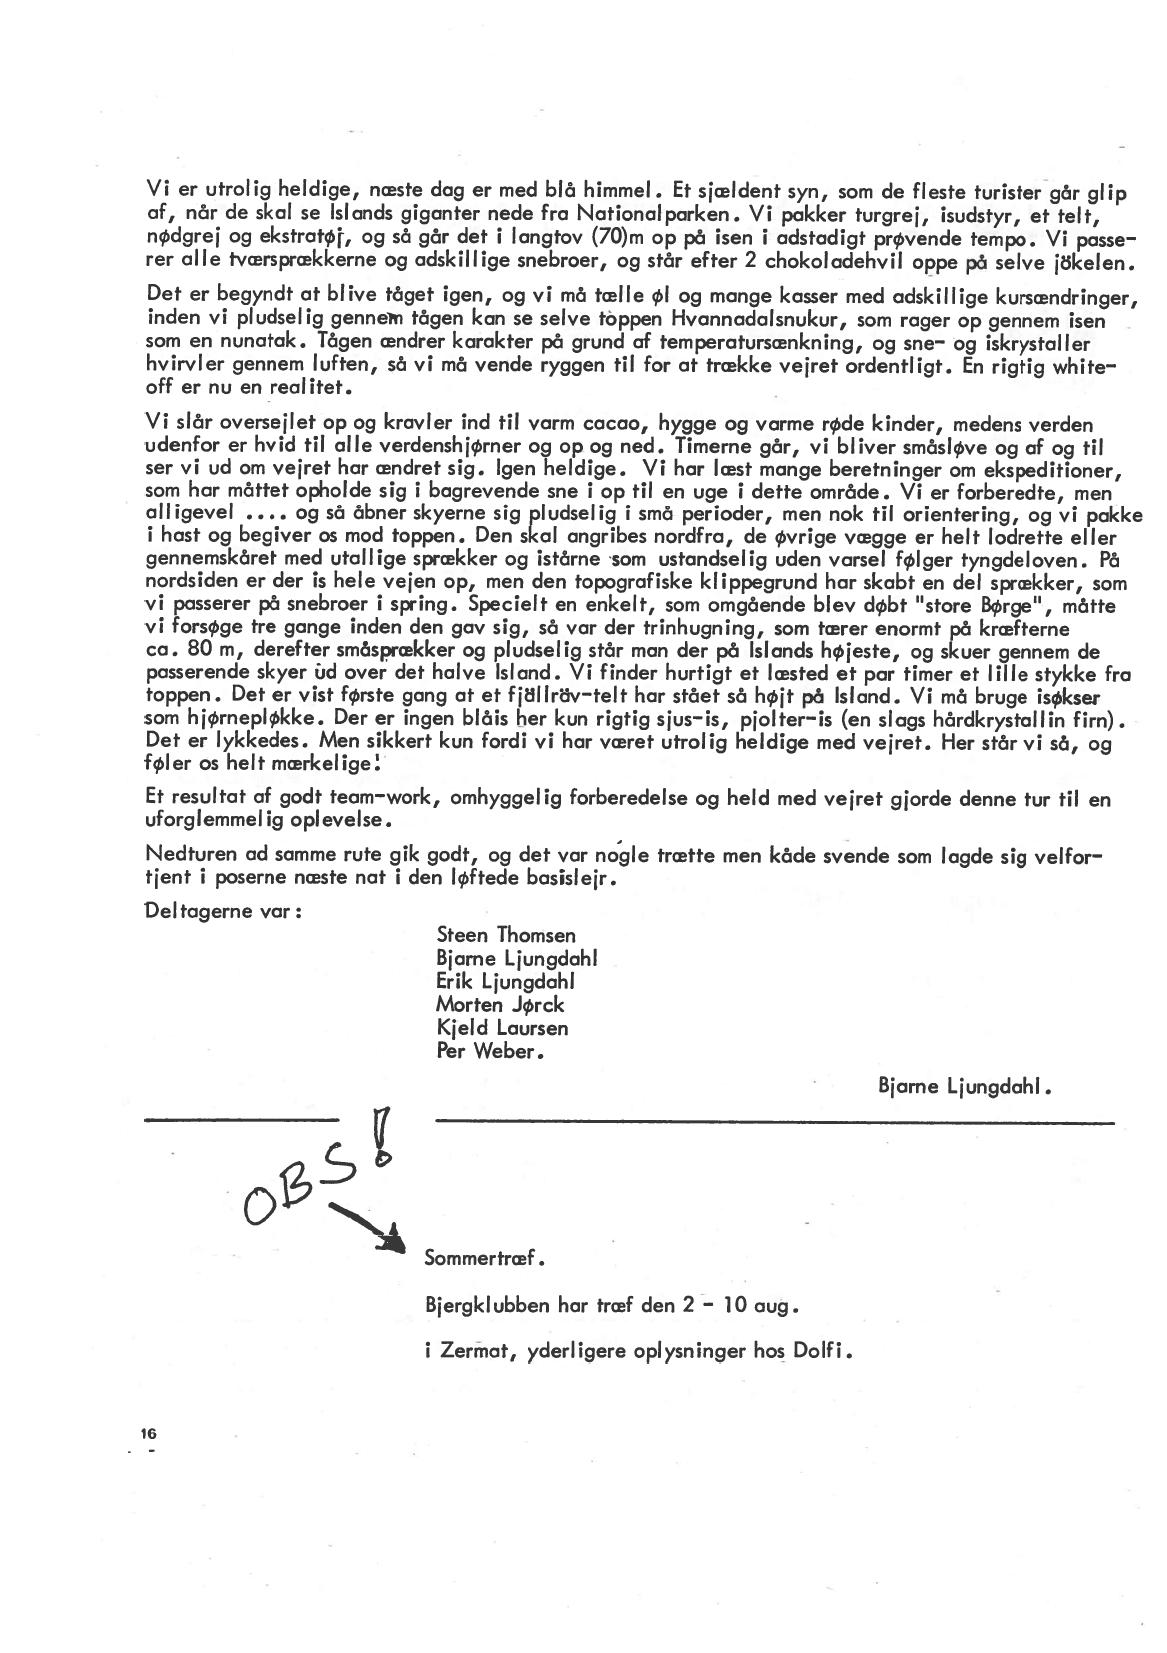 Vi er utrolig heldige, næste dag er med blå himmel. Et sjældent syn, som de fleste turister går glip
af, når de skal se Islands giganter nede fra Nationalparken. Vi pakker turgrej, isudstyr, et telt,
nødgrej og ekstratøj, og så går det i langtov (70)m op på isen i adstadigt prøvende tempo. Vi passe-
rer alle tværsprækkerne og adskillige snebroer, og står efter 2 chokoladehvil oppe på selve jökelen.
Det er begyndt at blive tåget igen, og vi må tælle øl og mange kasser med adskillige kursændringer,
inden vi pludselig gennem tågen kan se selve toppen Hvannadalsnukur, som rager op gennem isen
som en nunatak. Tågen ændrer karakter på grund af temperatursænkning, og sne- og iskrystaller
hvirvler gennem luften, så vi må vende ryggen til for at trække vejret ordentligt. En rigtig white-
off er nu en realitet.
Vi slår oversejlet op og kravler ind til varm cacao, hygge og varme røde kinder, medens verden
udenfor er hvid til alle verdenshjørner og op og ned. Timerne går, vi bliver småsløve og af og til
ser vi ud om vejret har ændret sig. Igen heldige. Vi har læst mange beretninger om ekspeditioner,
som har måttet opholde sig i bagrevende sne i op til en uge i dette område. Vi er forberedte, men
alligevel .... og så åbner skyerne sig pludselig i små perioder, men nok til orientering, og vi pakke
i hast og begiver os mod toppen. Den skal angribes nordfra, de øvrige vægge er helt lodrette eller
gennemskåret med utallige sprækker og istårne som ustandselig uden varsel følger tyngdeloven. På
nordsiden er der is hele vejen op, men den topografiske klippegrund har skabt en del sprækker, som
vi passerer på snebroer i spring. Specielt en enkelt, som omgående blev døbt "store Børge", måtte
vi forsøge tre gange inden den gav sig, så var der trinhugning, som tærer enormt på kræfterne
ca. 80 m, derefter småsprækker og pludselig står man der på Islands højeste, og skuer gennem de
passerende skyer ud over det halve Island. Vi finder hurtigt et læsted et par timer et lille stykke fra
toppen. Det er vist første gang at et fjällräv-telt har stået så højt på Island. Vi må bruge isøkser
som hjørnepløkke. Der er ingen blåis her kun rigtig sjus-is, pjolter-is (en slags hårdkrystallin firn).
Det er lykkedes. Men sikkert kun fordi vi har været utrolig heldige med vejret. Her står vi så, og
føler os helt mærkelige!
Et resultat af godt team-work, omhyggelig forberedelse og held med vejret gjorde denne tur til en
uforglemmelig oplevelse.
Nedturen ad samme rute gik godt, og det var nogle trætte men kåde svende som lagde sig velfor-
tjent i poserne næste nat i den løftede basislejr.
Deltagerne var:
Steen Thomsen
Bjarne Ljungdahl
Erik Ljungdahl
Morten Jørck
Kjeld Laursen
Per Weber.
Bjarne Ljungdahl.
OBS!
Sommertræf.
Bjergklubben har træf den 2 - 10 aug.
i Zermat, yderligere oplysninger hos Dolfi.
16